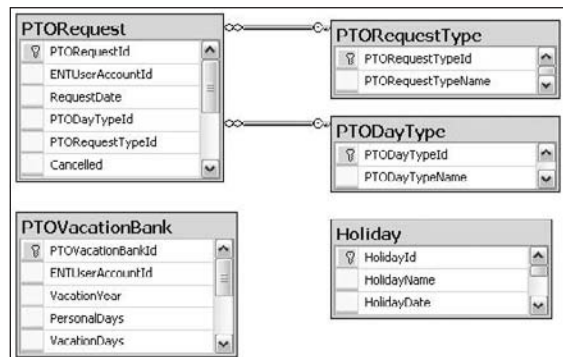 PTORequest
PTORequestId
ENTUserAccountId
RequestDate
PTODayTypeId
PTORequestTypeId
Cancelled
PTORequestType
PTORequestTypeId
PTORequestTypeName
PTODayType
PTODayTypeId
PTODayTypeName
PTOVacationBank
PTOVacationBankId
ENTUserAccountId
VacationYear
PersonalDays
VacationDays
Holiday
HolidayId
HolidayName
HolidayDate